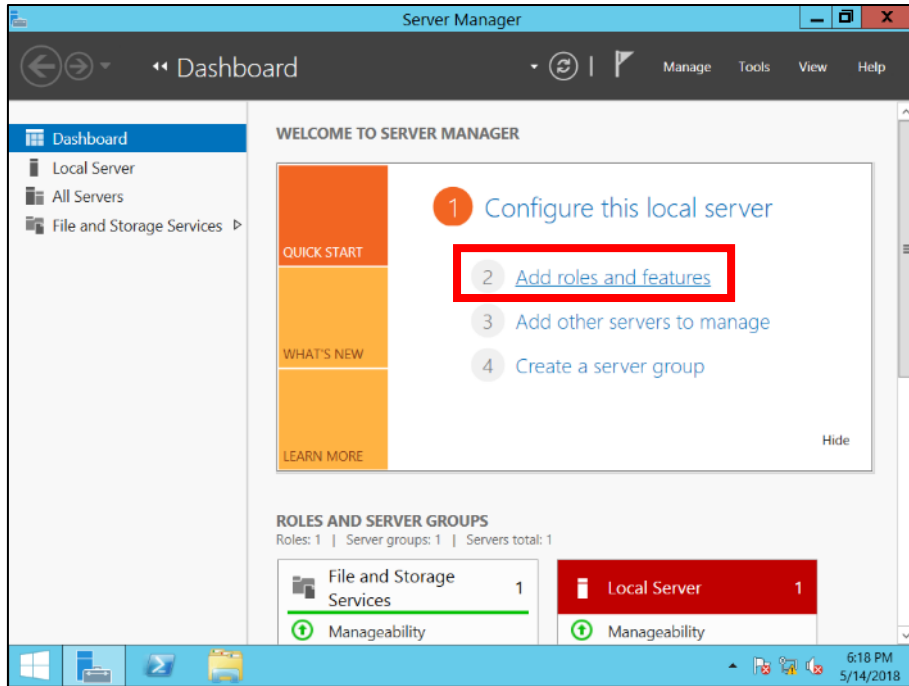 Server Manager
Dashboard
Manage Tools View Help
Dashboard
Local Server
All Servers
File and Storage Services
WELCOME TO SERVER MANAGER
QUICK START
WHAT'S NEW
LEARN MORE
1 Configure this local server
2 Add roles and features
3 Add other servers to manage
4 Create a server group
Hide
ROLES AND SERVER GROUPS
Roles: 1 | Server groups: 1 | Servers total: 1
File and Storage
Services
1
Manageability
Local Server 1
Manageability
6:18 PM
5/14/2018